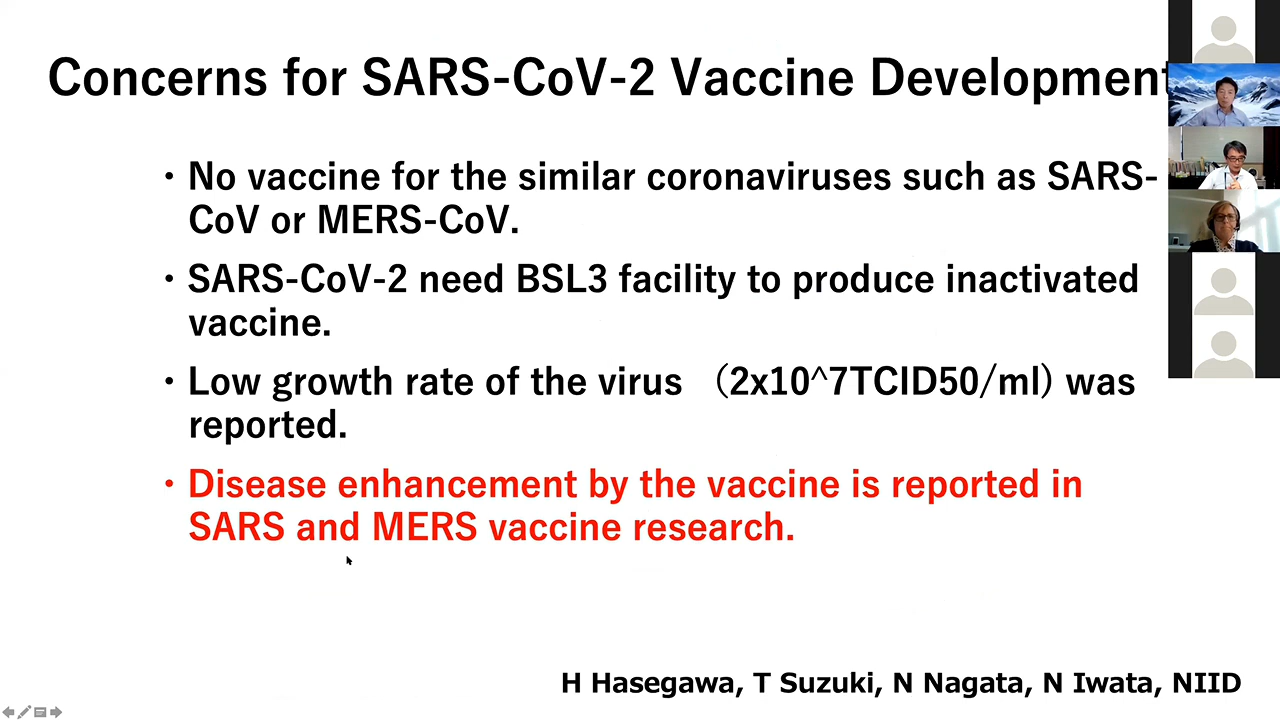 Concerns for SARS-CoV-2 Vaccine Development
• No vaccine for the similar coronaviruses such as SARS-
CoV or MERS-CoV.
• SARS-CoV-2 need BSL3 facility to produce inactivated
vaccine.
• Low growth rate of the virus （2x10^7TCID50/ml) was
reported.
• Disease enhancement by the vaccine is reported in
SARS and MERS vaccine research.
H Hasegawa, T Suzuki, N Nagata, N Iwata, NIID